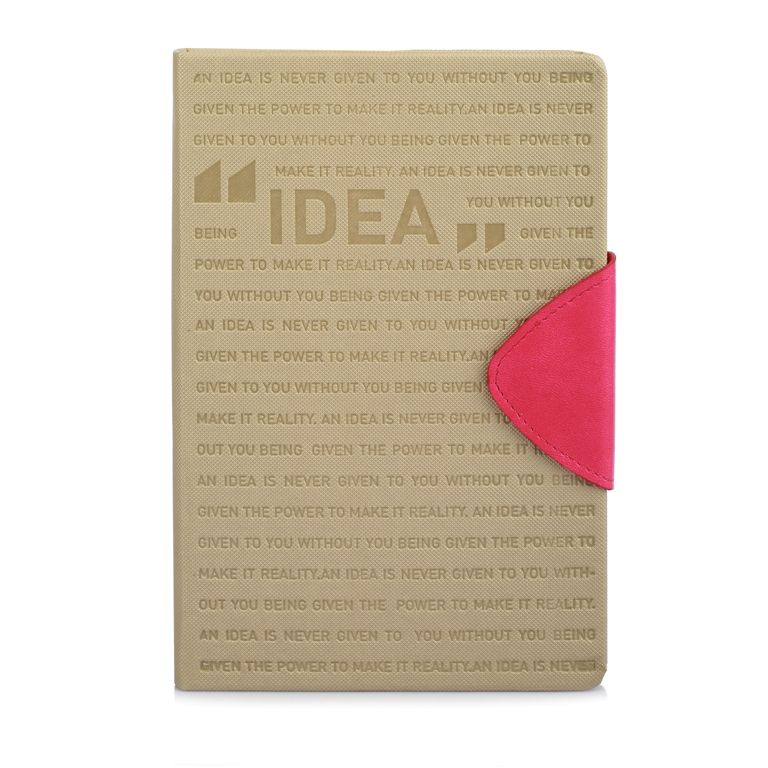 AN IDEA IS NEVER GIVEN TO YOU WITHOUT YOU BEING
GIVEN THE POWER TO MAKE IT REALITY.AN IDEA IS NEVER
GIVEN TO YOU WITHOUT YOU BEING GIVEN THE POWER TO
MAKE IT REALITY. AN IDEA IS NEVER GIVEN TO
“IDEA„
YOU WITHOUT YOU
BEING GIVEN THE
POWER TO MAKE IT REALITY.AN IDEA IS NEVER GIVEN TO
YOU WITHOUT YOU BEING GIVEN THE POWER TO
AN IDEA IS NEVER GIVEN TO YOU WITHOUT
GIVEN THE POWER TO MAKE IT REALITY.AN
GIVEN TO YOU WITHOUT YOU BEING GIVEN
MAKE IT REALITY. AN IDEA IS NEVER GIVEN
OUT YOU BEING GIVEN THE POWER TO MAKE IT
AN IDEA IS NEVER GIVEN TO YOU WITHOUT YOU BEING
GIVEN THE POWER TO MAKE IT REALITY. AN IDEA IS NEVER
GIVEN TO YOU WITHOUT YOU BEING GIVEN THE POWER TO
MAKE IT REALITY.AN IDEA IS NEVER GIVEN TO YOU WITH-
OUT YOU BEING GIVEN THE POWER TO MAKE IT REALITY.
AN IDEA IS NEVER GIVEN TO YOU WITHOUT YOU BEING
GIVEN THE POWER TO MAKE IT REALITY.AN IDEA IS NEVER